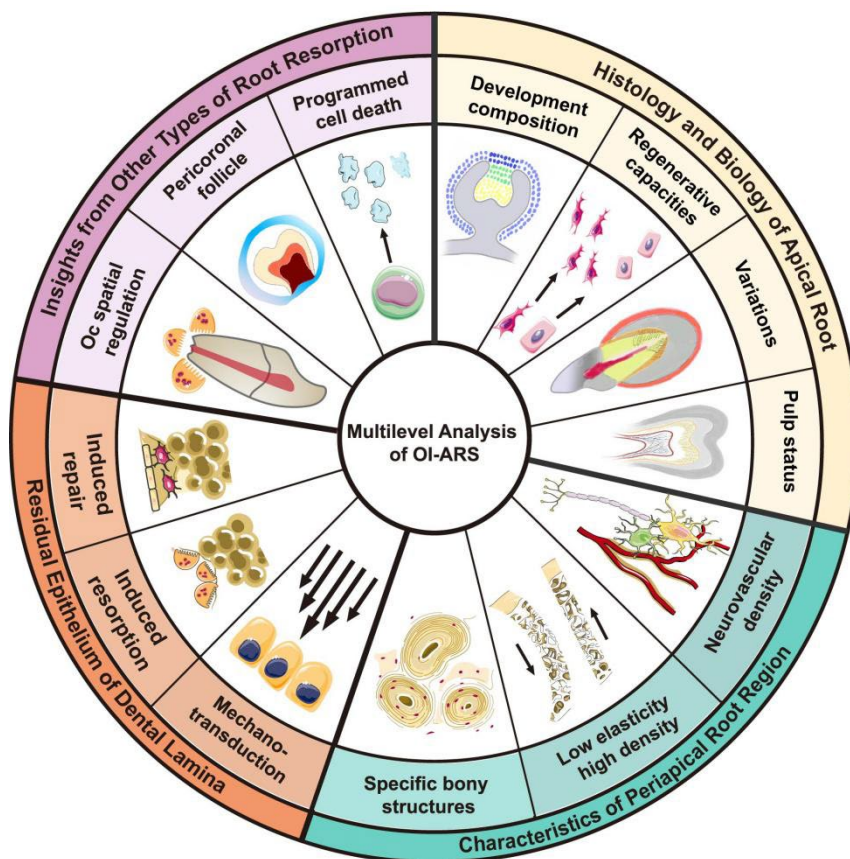 Insights from Other Types of Root Resorption
Programmed
cell death
Pericoronal
follicle
Oc spatial
regulation
Histology and Biology of Apical Root
Development
composition
Regenerative
capacities
Variations
Pulp status
Multilevel Analysis
of OI-ARS
Residual Epithelium of Dental Lamina
Induced
repair
Induced
resorption
Mechano-
transduction
Characteristics of Periapical Root Region
Neurovascular
density
Low elasticity
high density
Specific bony
structures